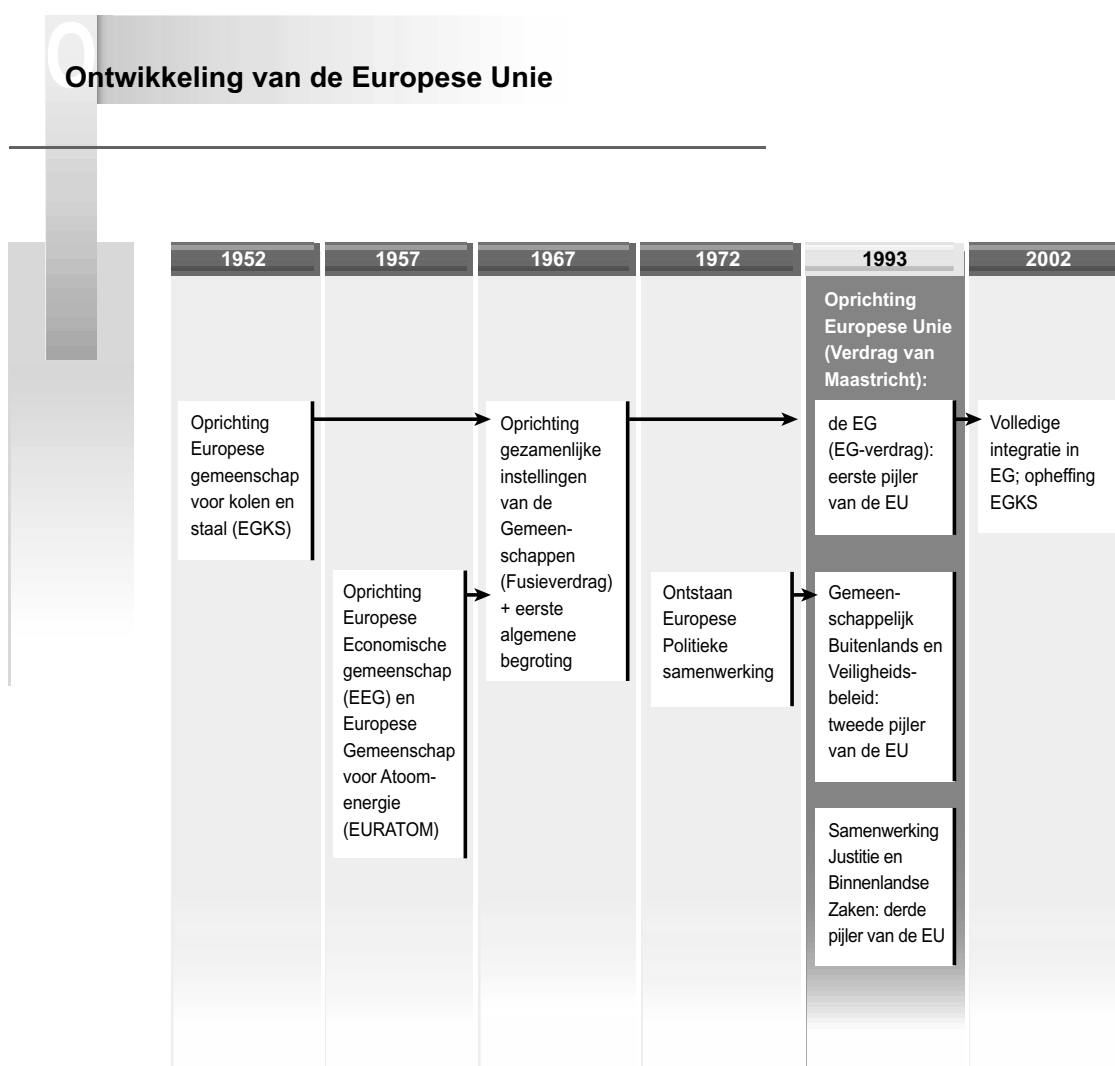 O
Ontwikkeling van de Europese Unie
1952
1957
1967
1972
1993
2002
Oprichting
Europese
gemeenschap
voor kolen en
staal (EGKS)
Oprichting
Europese
Economische
gemeenschap
(EEG) en
Europese
Gemeenschap
voor Atoom-
energie
(EURATOM)
Oprichting
gezamenlijke
instellingen
van de
Gemeen-
schappen
(Fusieverdrag)
+ eerste
algemene
begroting
Ontstaan
Europese
Politieke
samenwerking
Oprichting
Europese Unie
(Verdrag van
Maastricht):
de EG
(EG-verdrag):
eerste pijler
van de EU
Gemeen-
schappelijk
Buitenlands en
Veiligheids-
beleid:
tweede pijler
van de EU
Samenwerking
Justitie en
Binnenlandse
Zaken: derde
pijler van de EU
Volledige
integratie in
EG; opheffing
EGKS